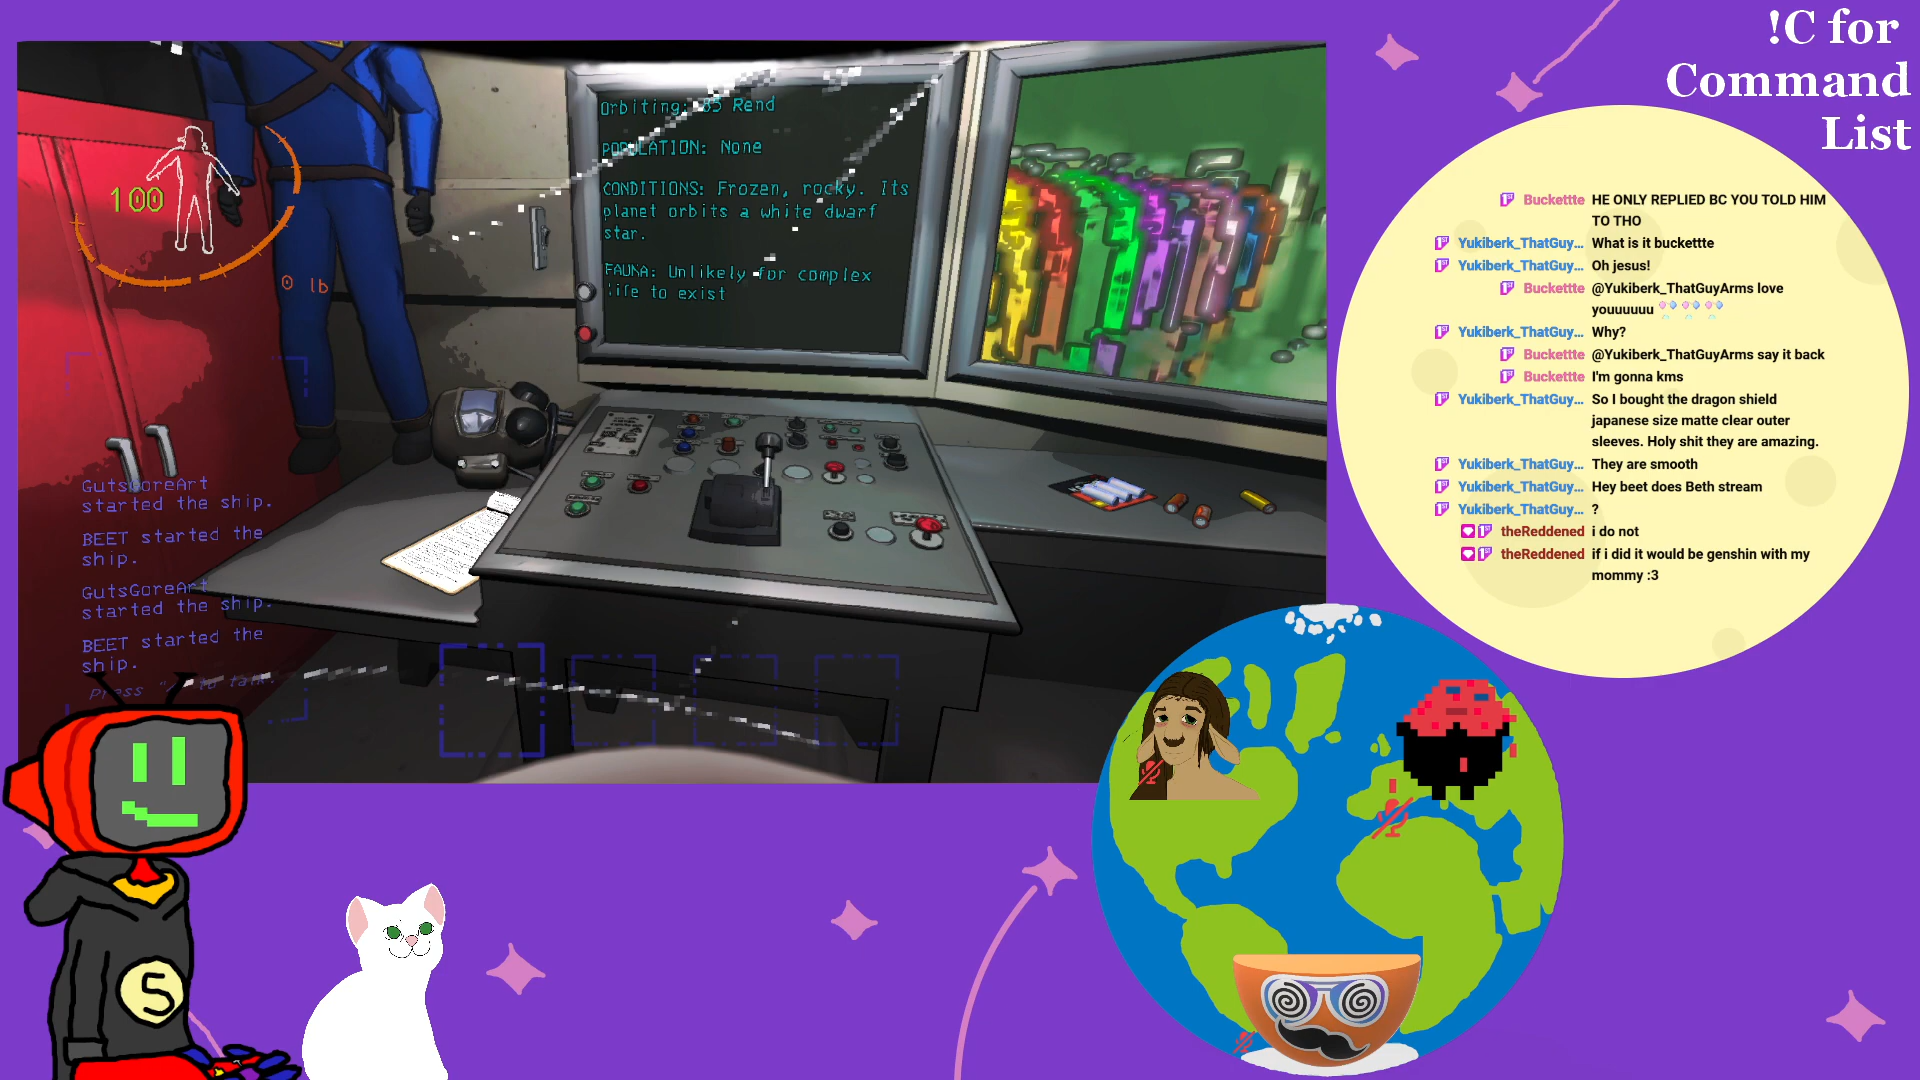 !C for
Command
List
Orbiting: 85 Rend
POPULATION: None
CONDITIONS: Frozen, rocky. Its
planet orbits a white dwarf
star.
FAUNA: Unlikely for complex
life to exist
100
0 lb
GutsGoreArt
started the ship.
BEET started the
ship.
GutsGoreArt
started the ship.
BEET started the
ship.
Press
Buckettte HE ONLY REPLIED BC YOU TOLD HIM
TO THO
Yukiberk_ThatGuy... What is it buckettte
Yukiberk_ThatGuy... Oh jesus!
Buckettte @Yukiberk_ThatGuyArms love
youuuuuu
Yukiberk_ThatGuy... Why?
Buckettte @Yukiberk_ThatGuyArms say it back
Buckettte I'm gonna kms
Yukiberk_ThatGuy... So I bought the dragon shield
japanese size matte clear outer
sleeves. Holy shit they are amazing.
Yukiberk_ThatGuy... They are smooth
Yukiberk_ThatGuy... Hey beet does Beth stream
Yukiberk_ThatGuy... ?
theReddened i do not
theReddened if i did it would be genshin with my
mommy :3
S